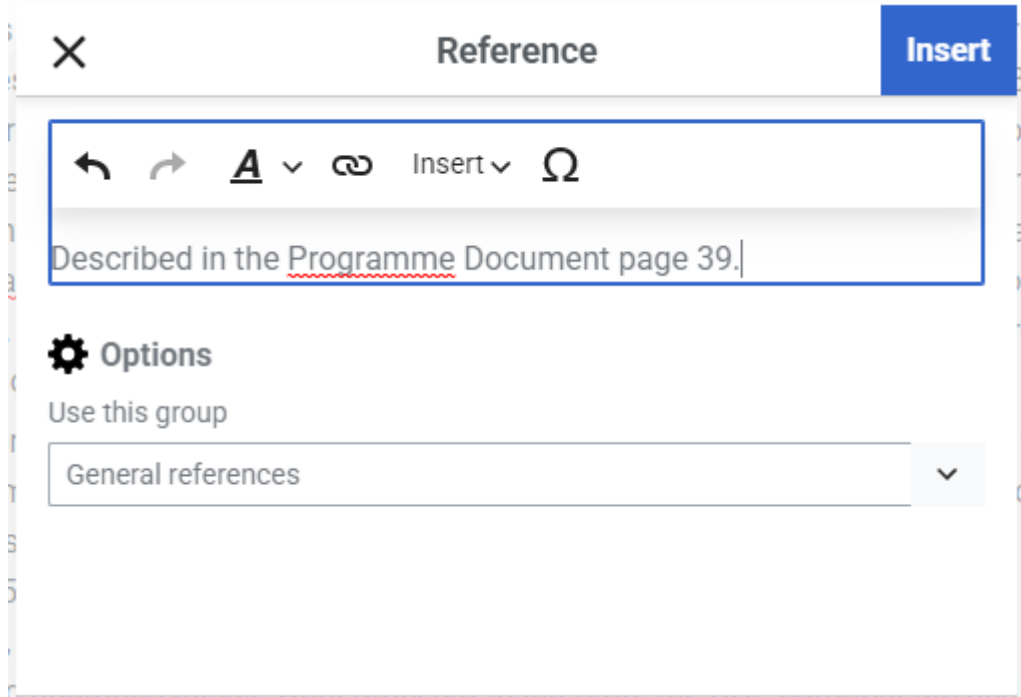 Reference
Insert
A
Insert
Ω
Described in the Programme Document page 39.
Options
Use this group
General references